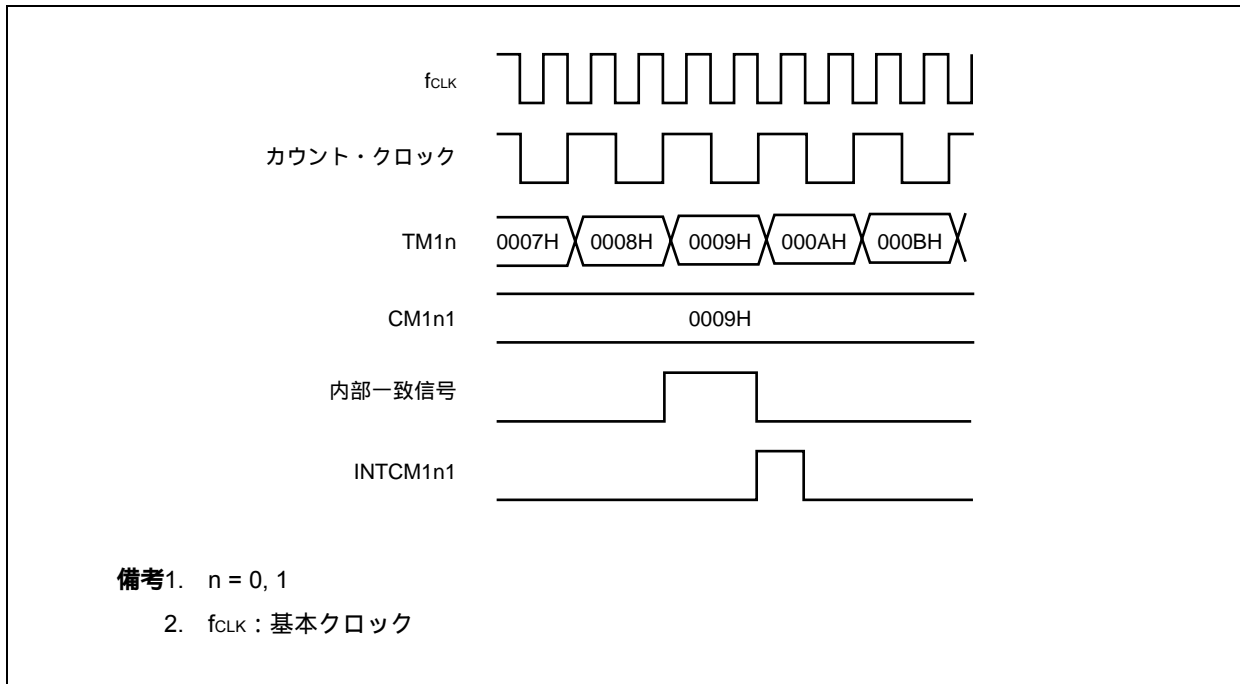 fCLK
カウント・クロック
TM1n 0007H 0008H 0009H 000AH 000BH
CM1n1 0009H
内部一致信号
INTCM1n1
備考1. n = 0, 1
2. fCLK：基本クロック